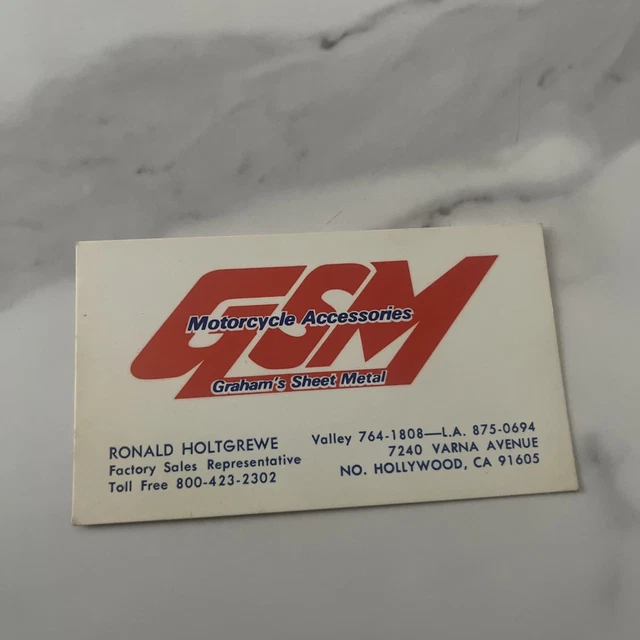 GSM
Motorcycle Accessories
Graham's Sheet Metal
RONALD HOLTGREWE
Factory Sales Representative
Toll Free 800-423-2302
Valley 764-1808—L.A. 875-0694
7240 VARNA AVENUE
NO. HOLLYWOOD, CA 91605